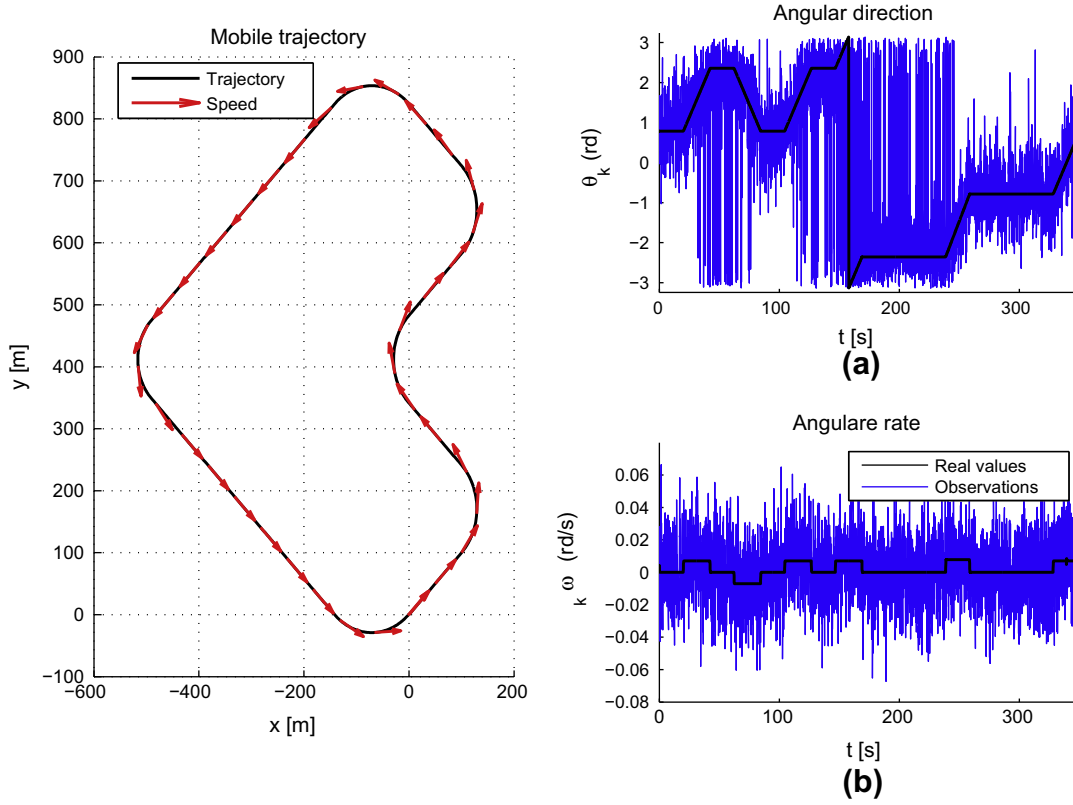 Mobile trajectory
900
800
700
600
500
400
300
200
100
0
−100
−600
−400
−200
0
200
y [m]
x [m]
Trajectory
Speed
Angular direction
3
2
1
0
−1
−2
−3
0
100
200
300
θk (rd)
t [s]
(a)
Angulare rate
Real values
Observations
0.06
0.04
0.02
0
−0.02
−0.04
−0.06
−0.08
0
100
200
300
k ω (rd/s)
t [s]
(b)